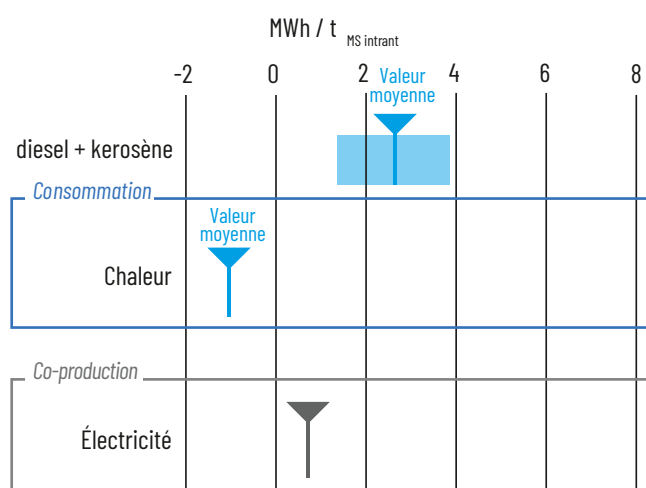 MWh / t MS intrant
-2 0 2 4 6 8
Valeur
moyenne
diesel + kerosène
Consommation
Valeur
moyenne
Chaleur
Co-production
Électricité